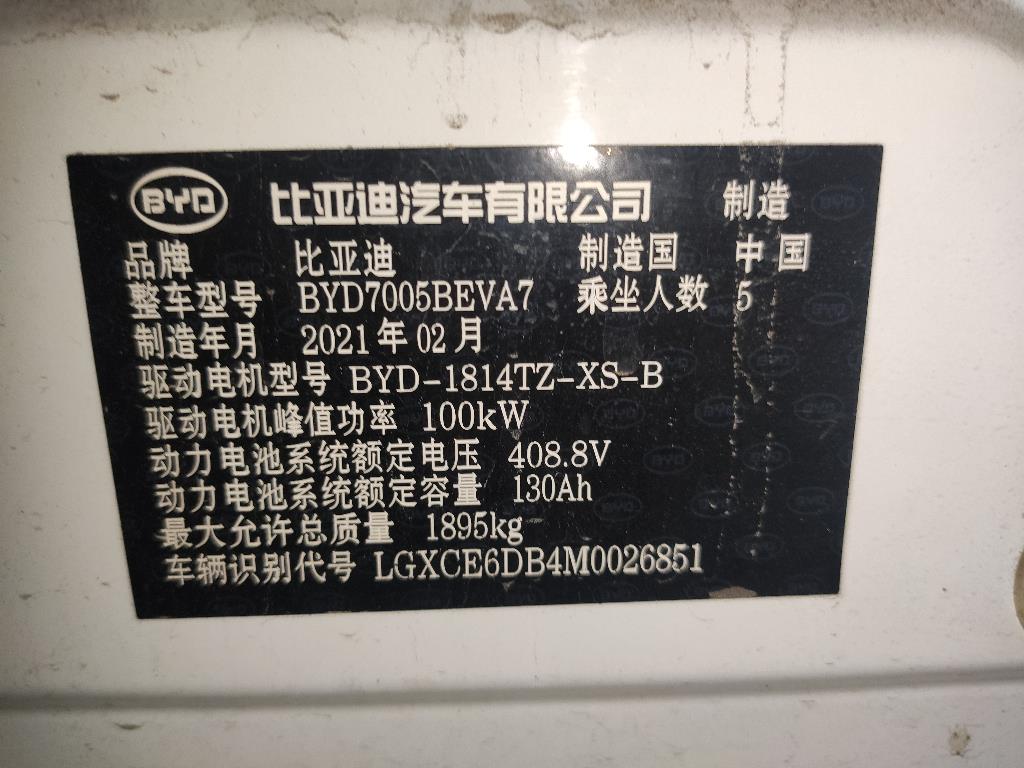 BYD 比亚迪汽车有限公司 制造
品牌 比亚迪 制造国 中国
整车型号 BYD7005BEVA7 乘坐人数 5
制造年月 2021年02月
驱动电机型号 BYD-1814TZ-XS-B
驱动电机峰值功率 100kW
动力电池系统额定电压 408.8V
动力电池系统额定容量 130Ah
最大允许总质量 1895kg
车辆识别代号 LGXCE6DB4M0026851